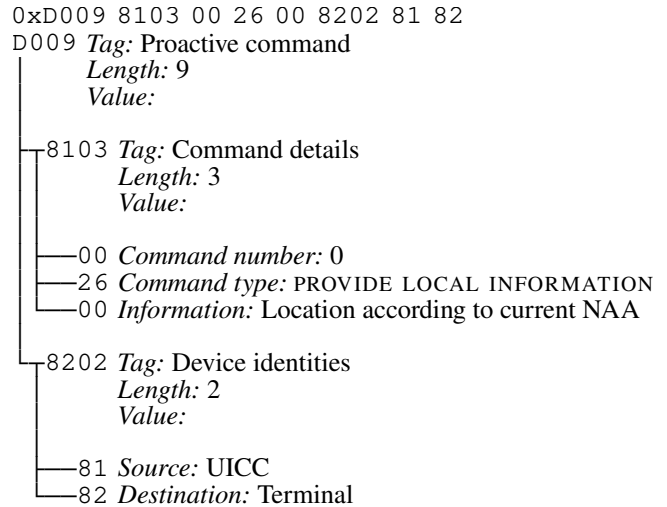 0xD009 8103 00 26 00 8202 81 82
D009 Tag: Proactive command
Length: 9
Value:
8103 Tag: Command details
Length: 3
Value:
00 Command number: 0
26 Command type: PROVIDE LOCAL INFORMATION
00 Information: Location according to current NAA
8202 Tag: Device identities
Length: 2
Value:
81 Source: UICC
82 Destination: Terminal